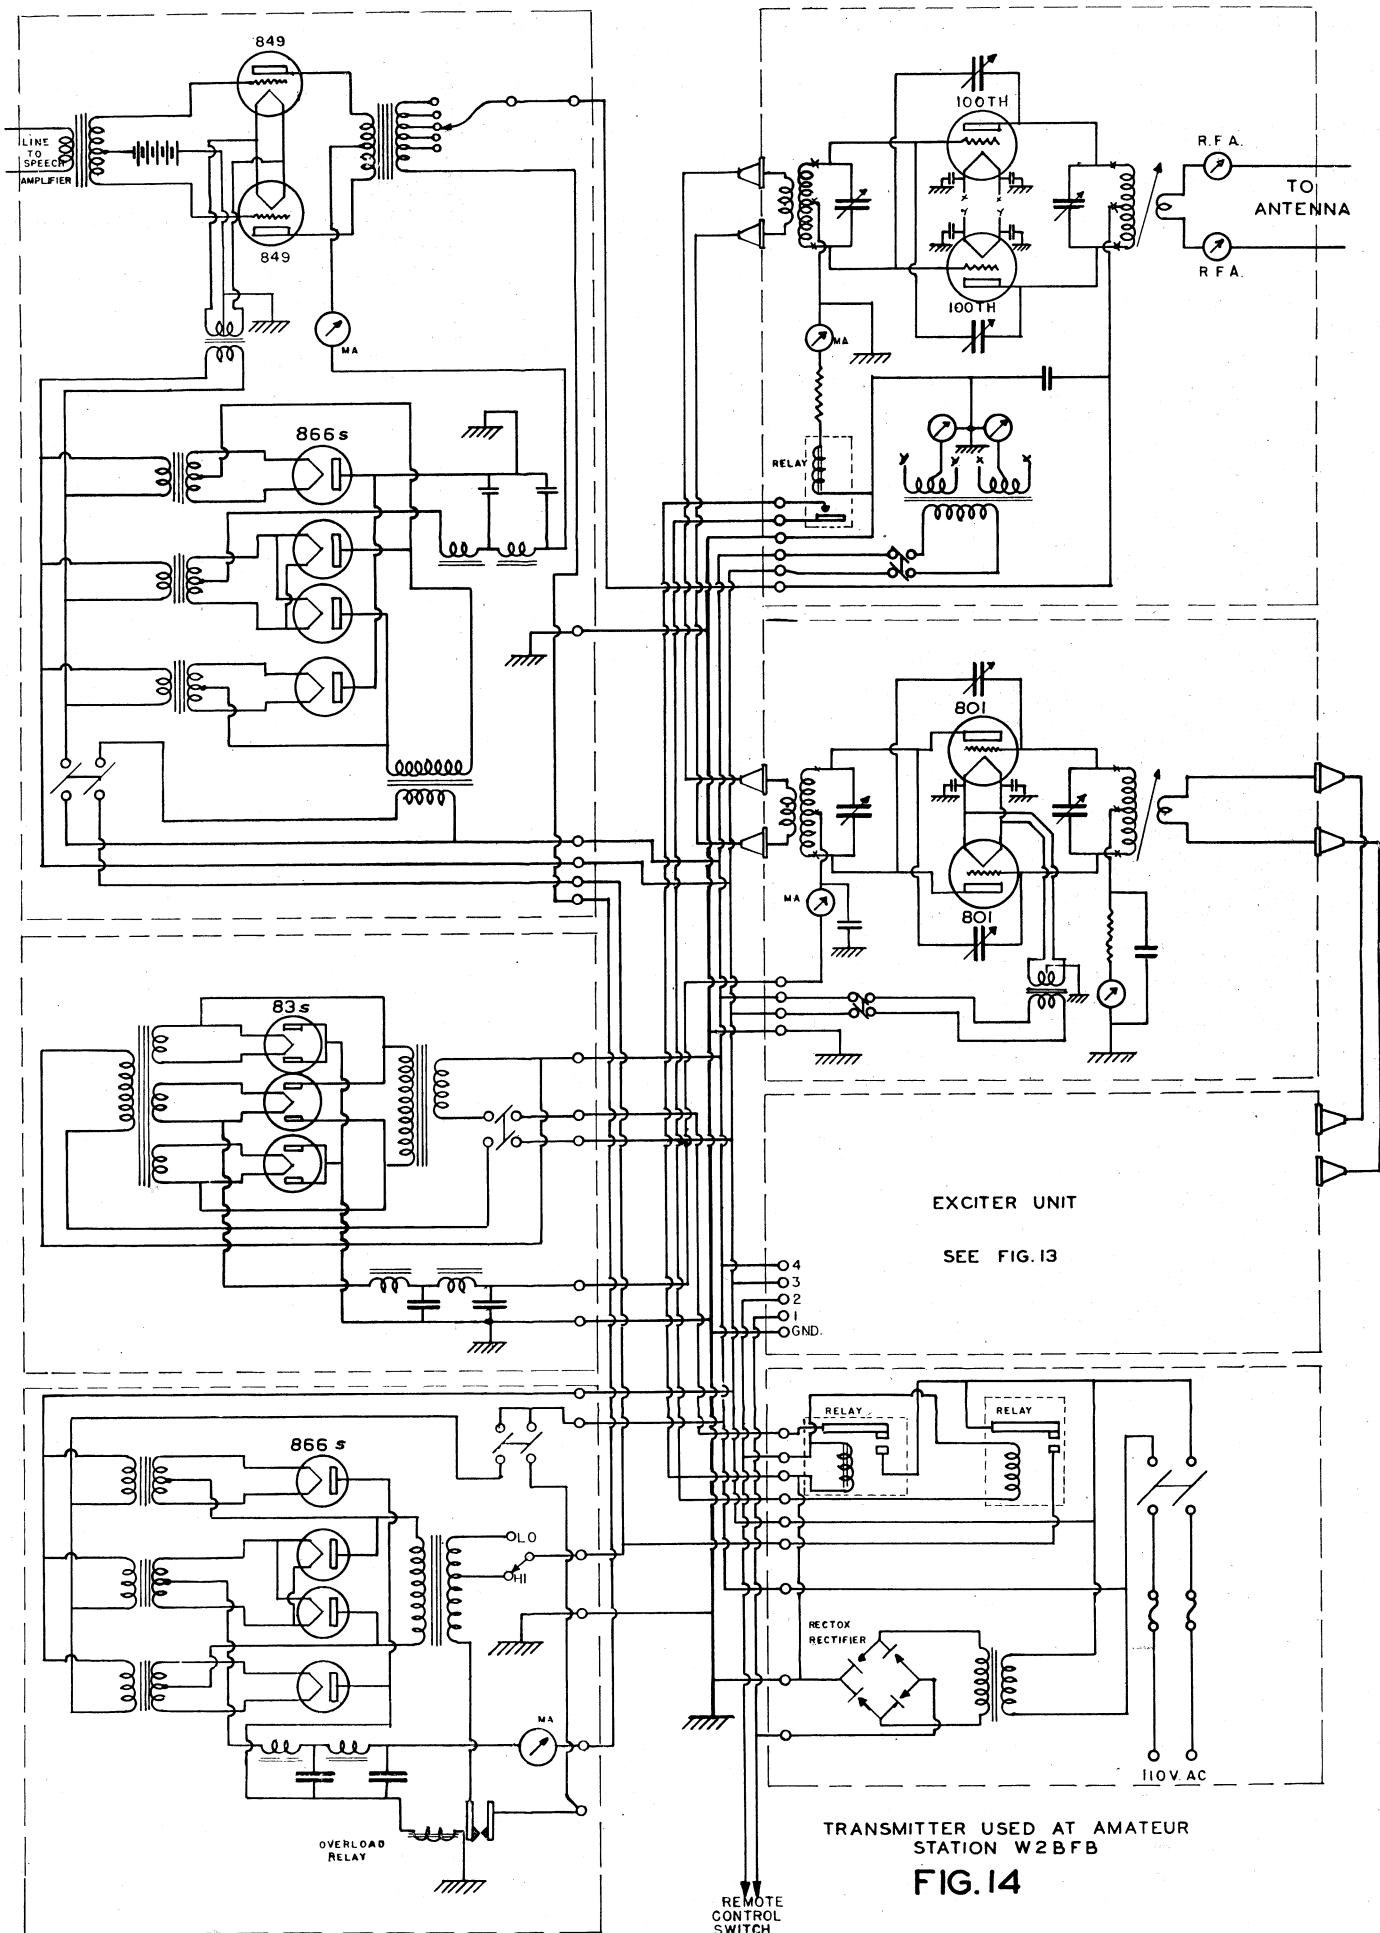 849
LINE
TO
SPEECH
AMPLIFIER
849
MA
866s
100TH
R.F.A.
TO
ANTENNA
R F A.
100TH
MA
RELAY
Y
Y
X
X
801
MA
801
83s
EXCITER UNIT
SEE FIG.13
4
3
2
1
GND.
866 s
LO
HI
MA
OVERLOAD
RELAY
RELAY
RELAY
RECTOX
RECTIFIER
110V. AC
TRANSMITTER USED AT AMATEUR
STATION W2BFB
FIG.14
REMOTE
CONTROL
SWITCH